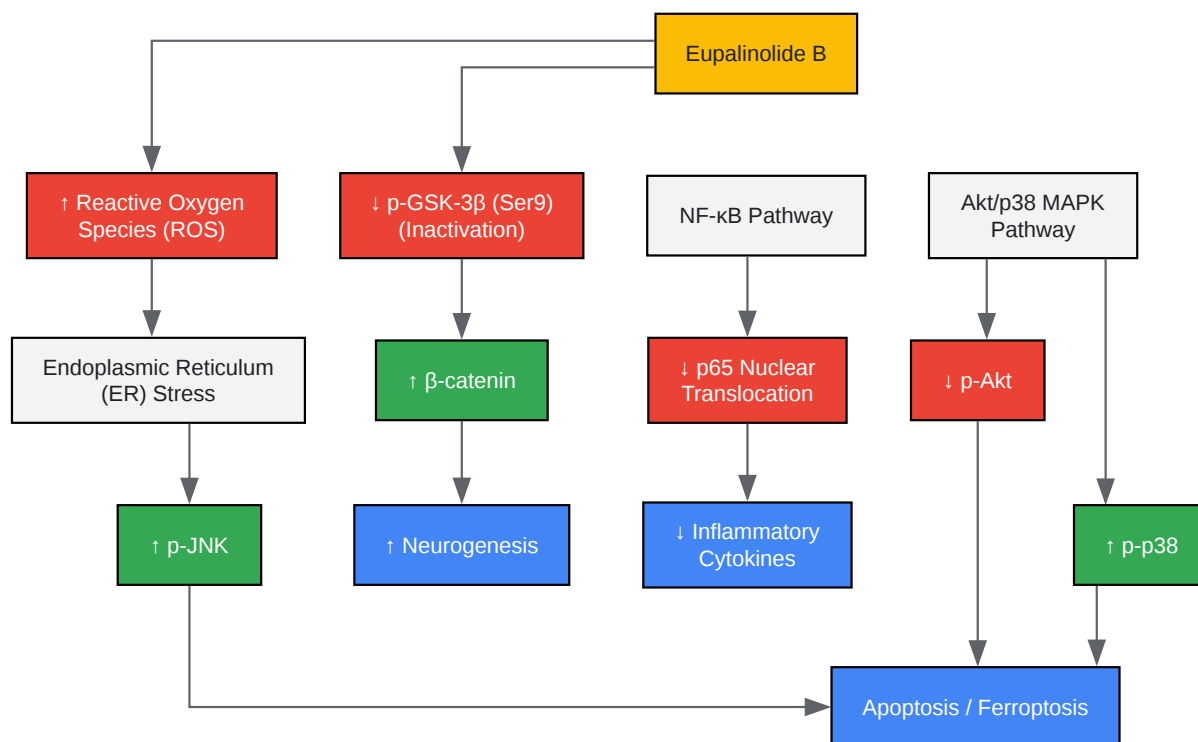 Eupalinolide B
↑ Reactive Oxygen
Species (ROS)
↓ p-GSK-3β (Ser9)
(Inactivation)
NF-κB Pathway
Akt/p38 MAPK
Pathway
Endoplasmic Reticulum
(ER) Stress
↑ β-catenin
↓ p65 Nuclear
Translocation
↓ p-Akt
↑ p-JNK
↑ Neurogenesis
↓ Inflammatory
Cytokines
↑ p-p38
Apoptosis / Ferroptosis